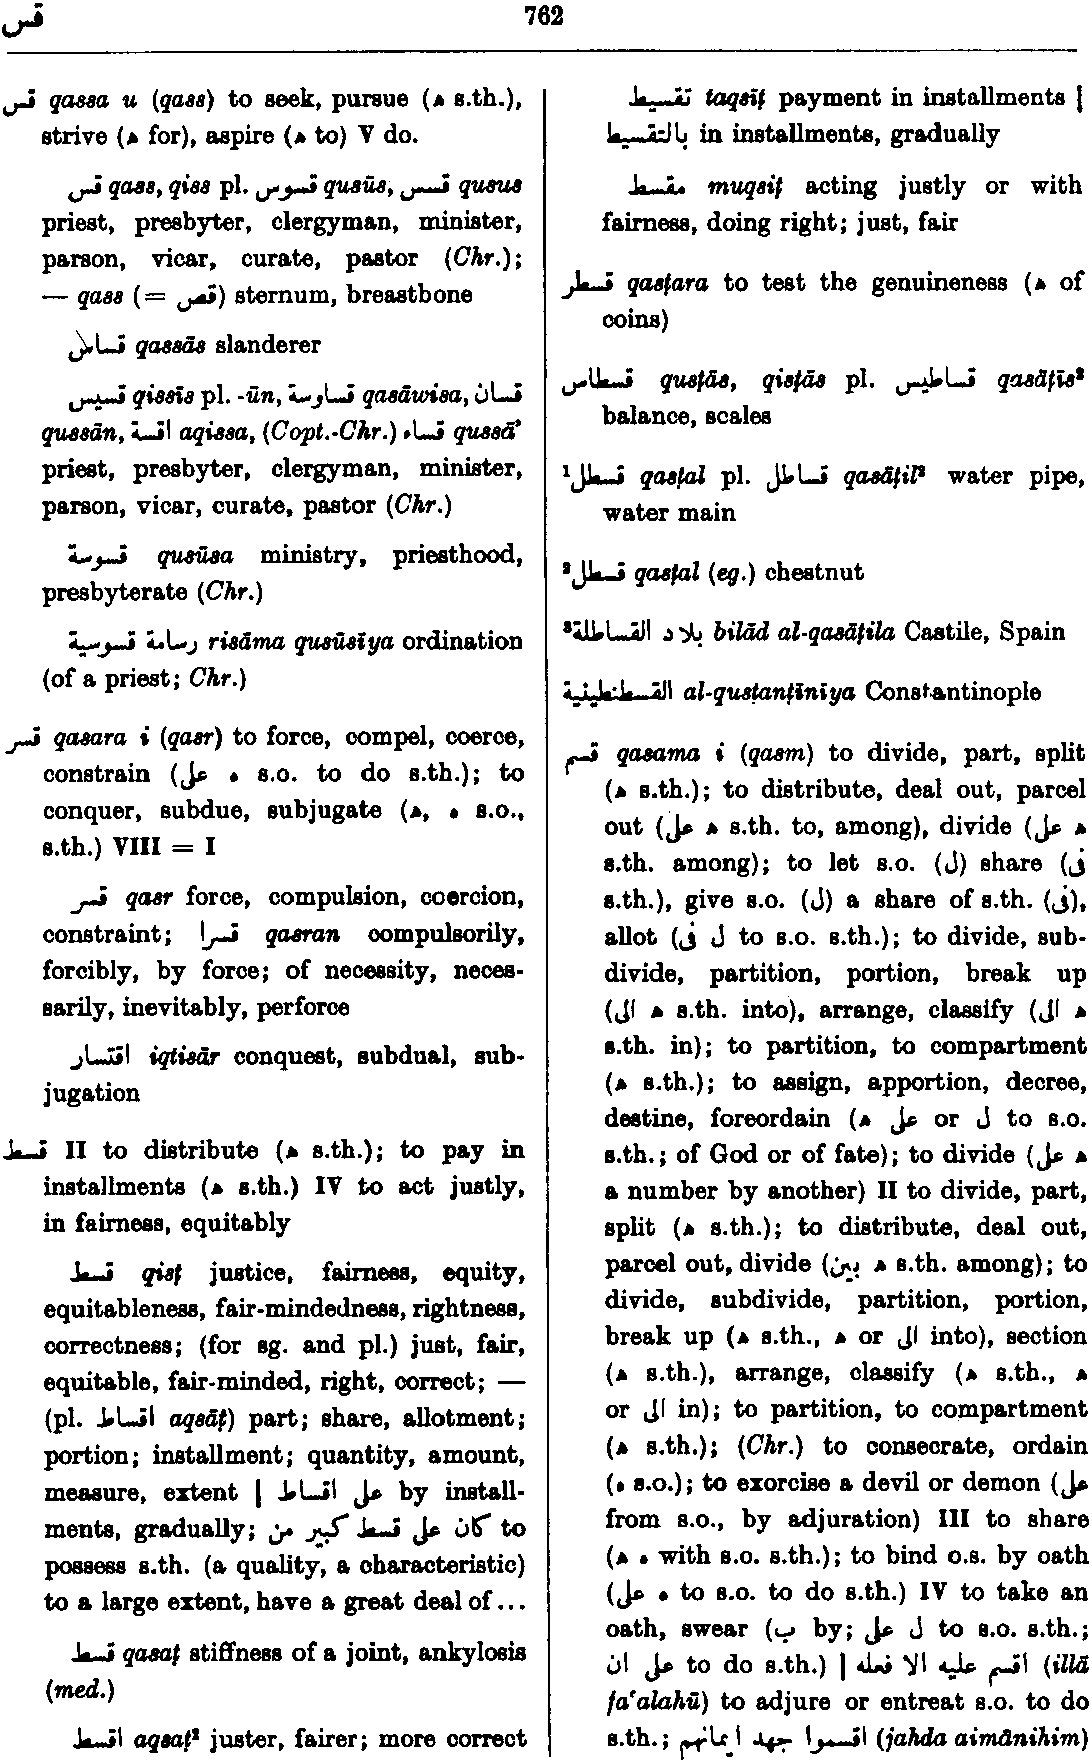 قس
762
قس qassa u (qass) to seek, pursue (ﻫ s.th.),
strive (ﻫ for), aspire (ﻫ to) V do.
قس qass, qiss pl. قسوس qusūs, قسس qusus
priest, presbyter, clergyman, minister,
parson, vicar, curate, pastor (Chr.);
— qass (= قص) sternum, breastbone
قساس qassās slanderer
قسيس qissīs pl. -ūn, قساوسة qasāwisa, قسان
qussān, اقسة aqissa, (Copt.-Chr.) قساء qussā'
priest, presbyter, clergyman, minister,
parson, vicar, curate, pastor (Chr.)
قسوسة qusūsa ministry, priesthood,
presbyterate (Chr.)
رسامة قسوسية risāma qusūsīya ordination
(of a priest; Chr.)
قسر qasara i (qasr) to force, compel, coerce,
constrain (على ه s.o. to do s.th.); to
conquer, subdue, subjugate (ﻫ, ه s.o.,
s.th.) VIII = I
قسر qasr force, compulsion, coercion,
constraint; قسرا qasran compulsorily,
forcibly, by force; of necessity, neces-
sarily, inevitably, perforce
اقتسار iqtisār conquest, subdual, sub-
jugation
قسط II to distribute (ﻫ s.th.); to pay in
installments (ﻫ s.th.) IV to act justly,
in fairness, equitably
قسط qisṭ justice, fairness, equity,
equitableness, fair-mindedness, rightness,
correctness; (for sg. and pl.) just, fair,
equitable, fair-minded, right, correct; —
(pl. اقساط aqsāṭ) part; share, allotment;
portion; installment; quantity, amount,
measure, extent | على اقساط by install-
ments, gradually; كان على قسط كبير من to
possess s.th. (a quality, a characteristic)
to a large extent, have a great deal of...
قسط qasaṭ stiffness of a joint, ankylosis
(med.)
اقسط aqsaṭ² juster, fairer; more correct
تقسيط taqsīṭ payment in installments |
بالتقسيط in installments, gradually
مقسط muqsiṭ acting justly or with
fairness, doing right; just, fair
قسطر qasṭara to test the genuineness (ﻫ of
coins)
قسطاس qusṭās, qisṭās pl. قساطيس qasāṭīs²
balance, scales
¹قسطل qasṭal pl. قساطل qasāṭil² water pipe,
water main
²قسطل qasṭal (eg.) chestnut
³بلاد القساطلة bilād al-qasāṭila Castile, Spain
القسطنطينية al-qusṭanṭīnīya Constantinople
قسم qasama i (qasm) to divide, part, split
(ﻫ s.th.); to distribute, deal out, parcel
out (على ﻫ s.th. to, among), divide (على ﻫ
s.th. among); to let s.o. (ل) share (فى
s.th.), give s.o. (ل) a share of s.th. (فى),
allot (فى ل to s.o. s.th.); to divide, sub-
divide, partition, portion, break up
(الى ﻫ s.th. into), arrange, classify (الى ﻫ
s.th. in); to partition, to compartment
(ﻫ s.th.); to assign, apportion, decree,
destine, foreordain (على ﻫ or ل to s.o.
s.th.; of God or of fate); to divide (على ﻫ
a number by another) II to divide, part,
split (ﻫ s.th.); to distribute, deal out,
parcel out, divide (بين ﻫ s.th. among); to
divide, subdivide, partition, portion,
break up (ﻫ s.th., ﻫ or الى into), section
(ﻫ s.th.), arrange, classify (ﻫ s.th., ﻫ
or الى in); to partition, to compartment
(ﻫ s.th.); (Chr.) to consecrate, ordain
(ه s.o.); to exorcise a devil or demon (على
from s.o., by adjuration) III to share
(ﻫ ه with s.o. s.th.); to bind o.s. by oath
(على ه to s.o. to do s.th.) IV to take an
oath, swear (ب by; على ل to s.o. s.th.;
على ان to do s.th.) | اقسم عليه الا فعله (illā
fa'alahū) to adjure or entreat s.o. to do
s.th.; اقسموا جهد ايمانهم (jahda aimānihim)